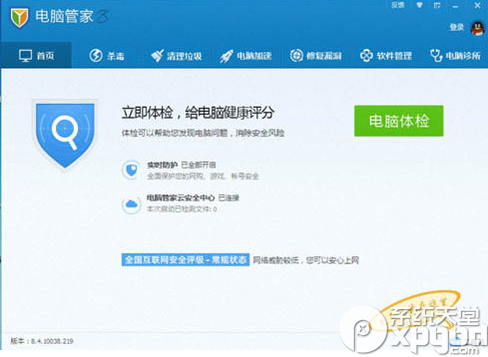 反馈
电脑管家 8
登录
首页 杀毒 清理垃圾 电脑加速 修复漏洞 软件管理 电脑诊所
立即体检，给电脑健康评分
体检可以帮助您发现电脑问题，消除安全风险
电脑体检
实时防护 已全部开启
全面保护您的网购、游戏、帐号安全
电脑管家云安全中心 已连接
本次启动已检测文件: 0
全国互联网安全评级-常规状态 网络威胁较低，您可以安心上网
系统天堂
xpgod
版本：8.4.10038.219